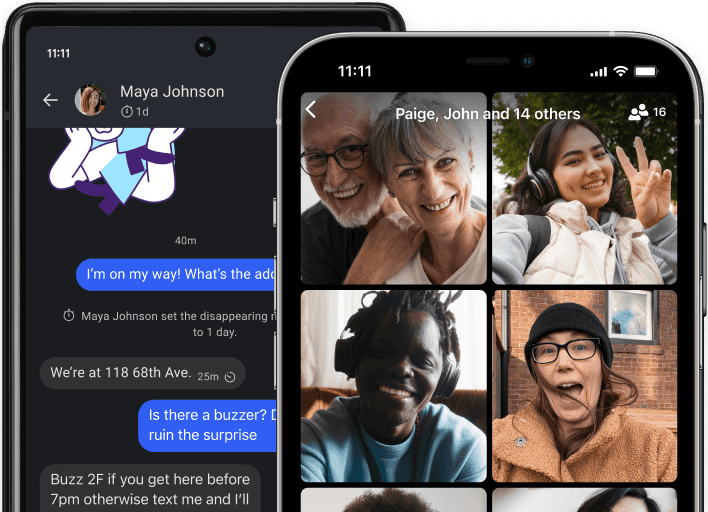 11:11
Maya Johnson
1d
40m
I'm on my way! What's the
Maya Johnson set the disappearing
to 1 day.
We're at 118 68th Ave. 25m
Is there a buzzer?
ruin the surprise
Buzz 2F if you get here before
7pm otherwise text me and I'll
11:11
Paige, John and 14 others
16